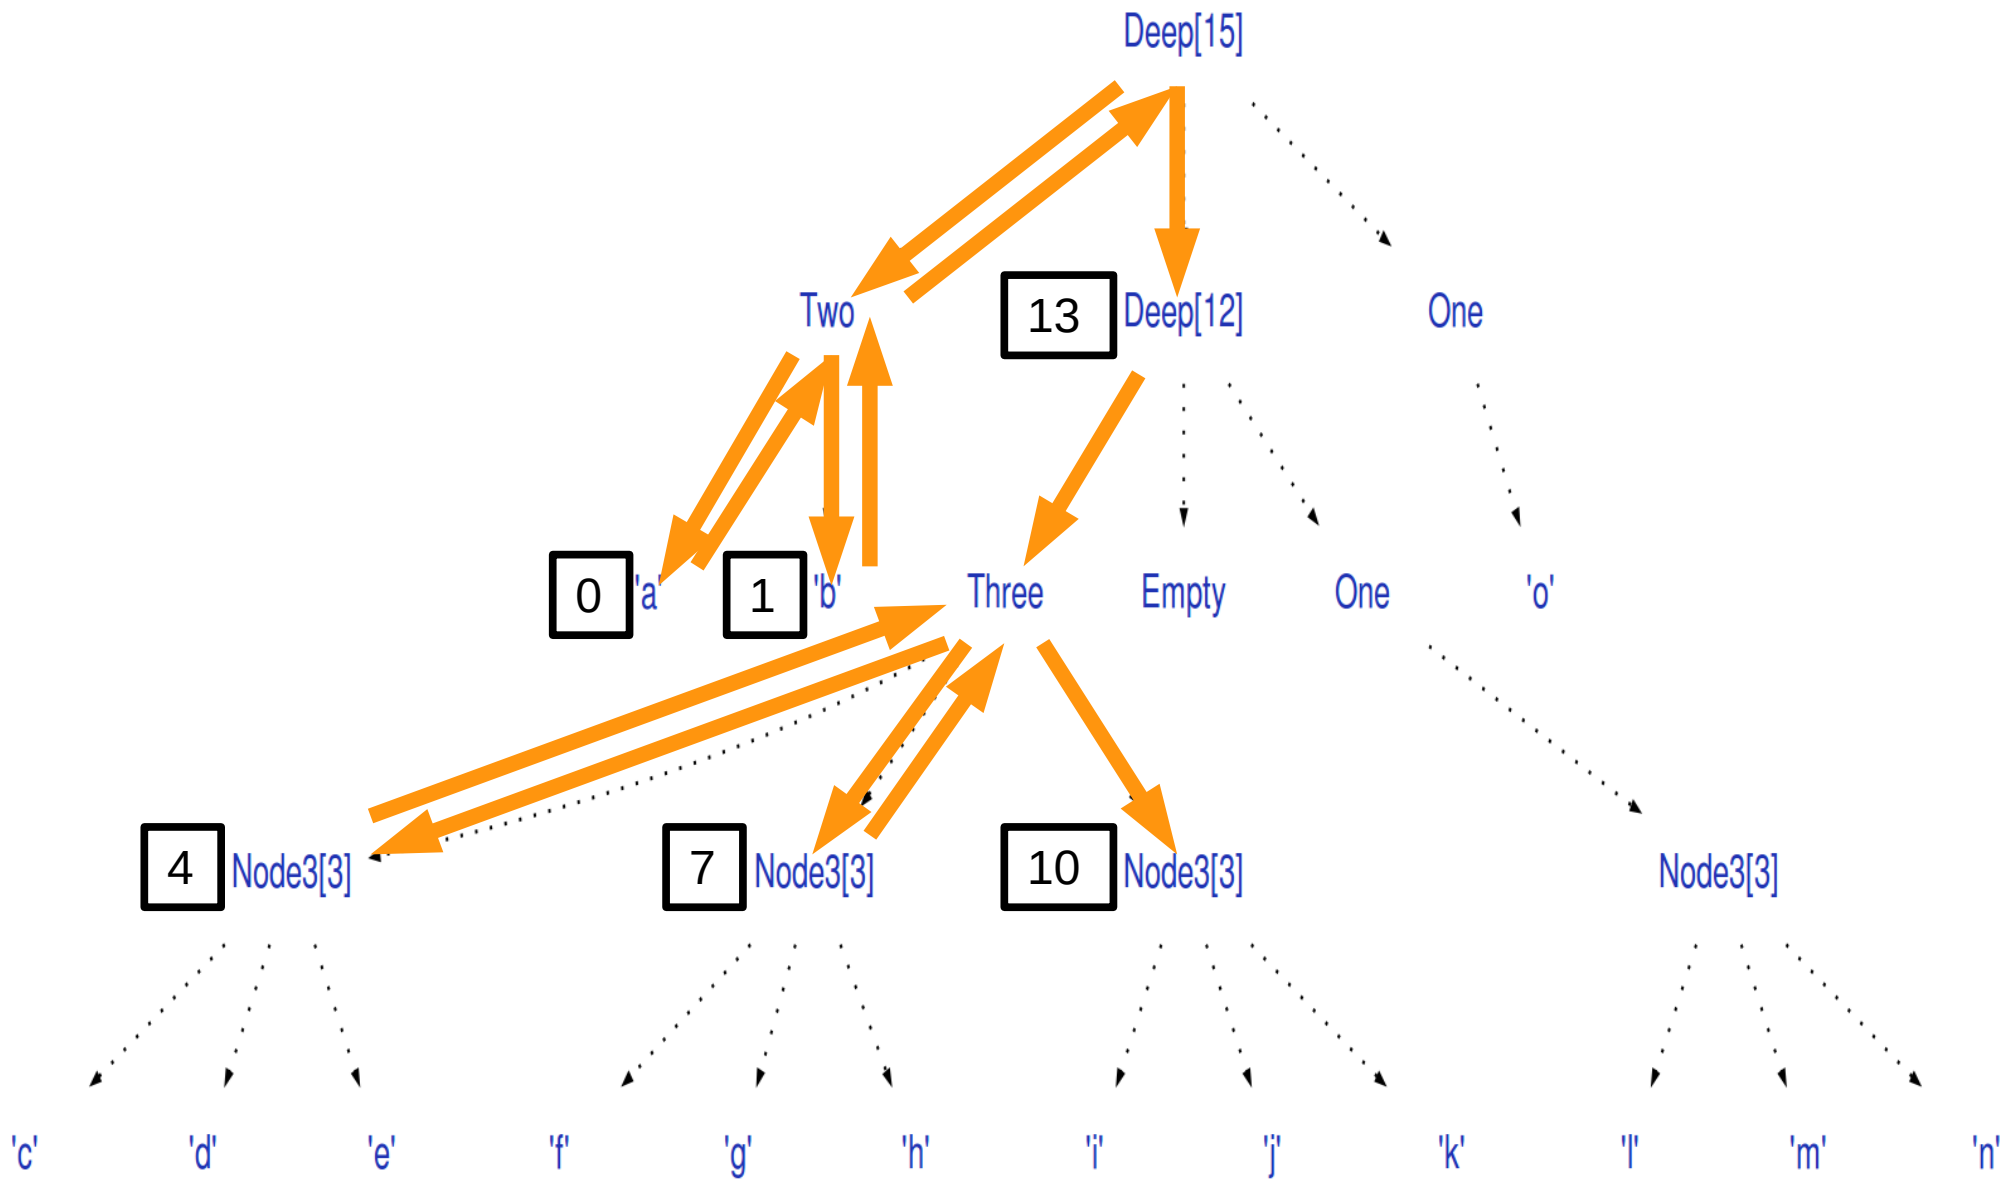 Deep[15]
Two 13 Deep[12] One
0 'a' 1 'b' Three Empty One 'o'
4 Node3[3] 7 Node3[3] 10 Node3[3] Node3[3]
'c' 'd' 'e' 'f' 'g' 'h' 'i' 'j' 'k' 'l' 'm' 'n'